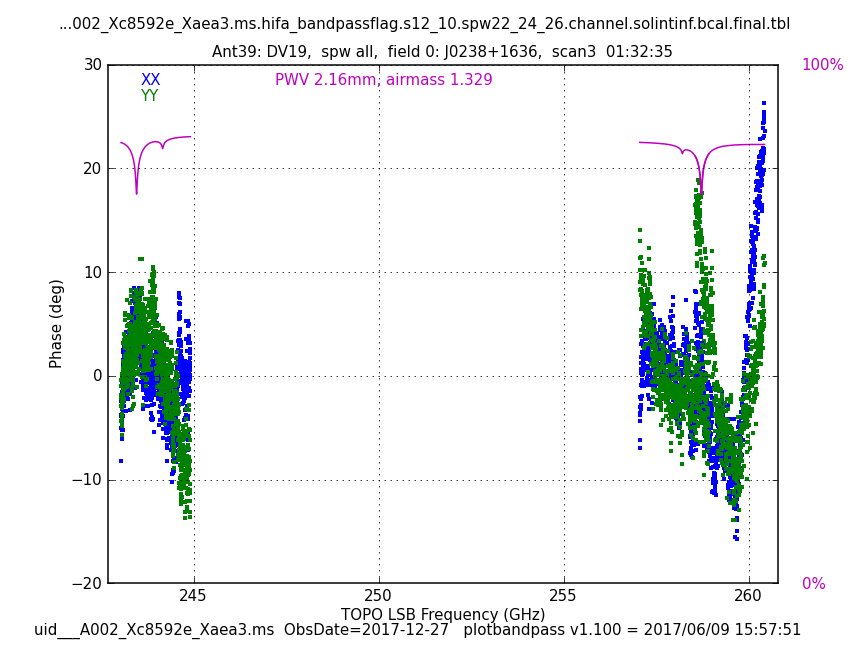 ...002_Xc8592e_Xaea3.ms.hifa_bandpassflag.s12_10.spw22_24_26.channel.solintinf.bcal.final.tbl
Ant39: DV19,  spw all,  field 0: J0238+1636,  scan3  01:32:35
30
XX
PWV 2.16mm, airmass 1.329
100%
YY
20
10
Phase (deg)
0
−10
−20
0%
245
250
255
260
TOPO LSB Frequency (GHz)
uid___A002_Xc8592e_Xaea3.ms  ObsDate=2017-12-27   plotbandpass v1.100 = 2017/06/09 15:57:51